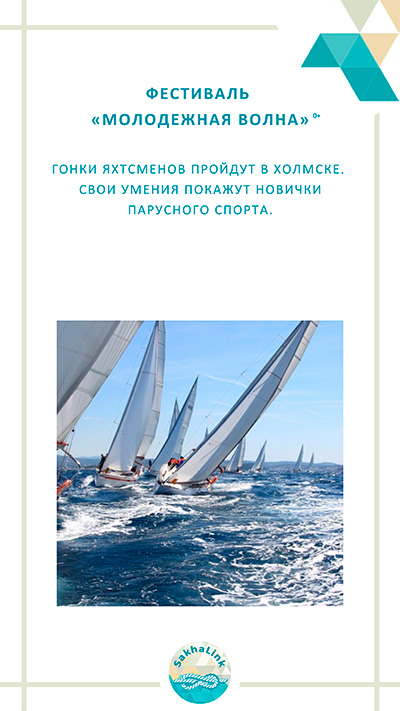 ФЕСТИВАЛЬ
«МОЛОДЕЖНАЯ ВОЛНА» 0+
ГОНКИ ЯХТСМЕНОВ ПРОЙДУТ В ХОЛМСКЕ.
СВОИ УМЕНИЯ ПОКАЖУТ НОВИЧКИ
ПАРУСНОГО СПОРТА.
SakhaLink